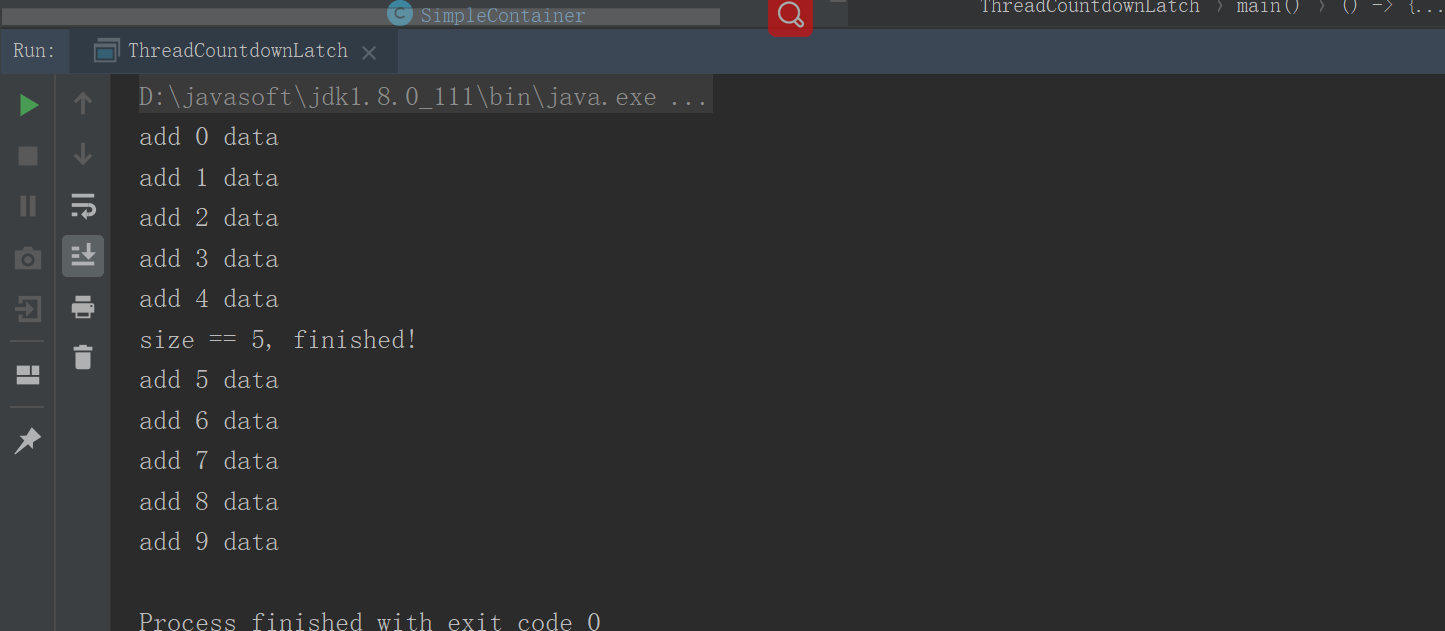 SimpleContainer
ThreadCountdownLatch › main() › () -> {...
Run: ThreadCountdownLatch
D:\javasoft\jdk1.8.0_111\bin\java.exe ...
add 0 data
add 1 data
add 2 data
add 3 data
add 4 data
size == 5, finished!
add 5 data
add 6 data
add 7 data
add 8 data
add 9 data
Process finished with exit code 0